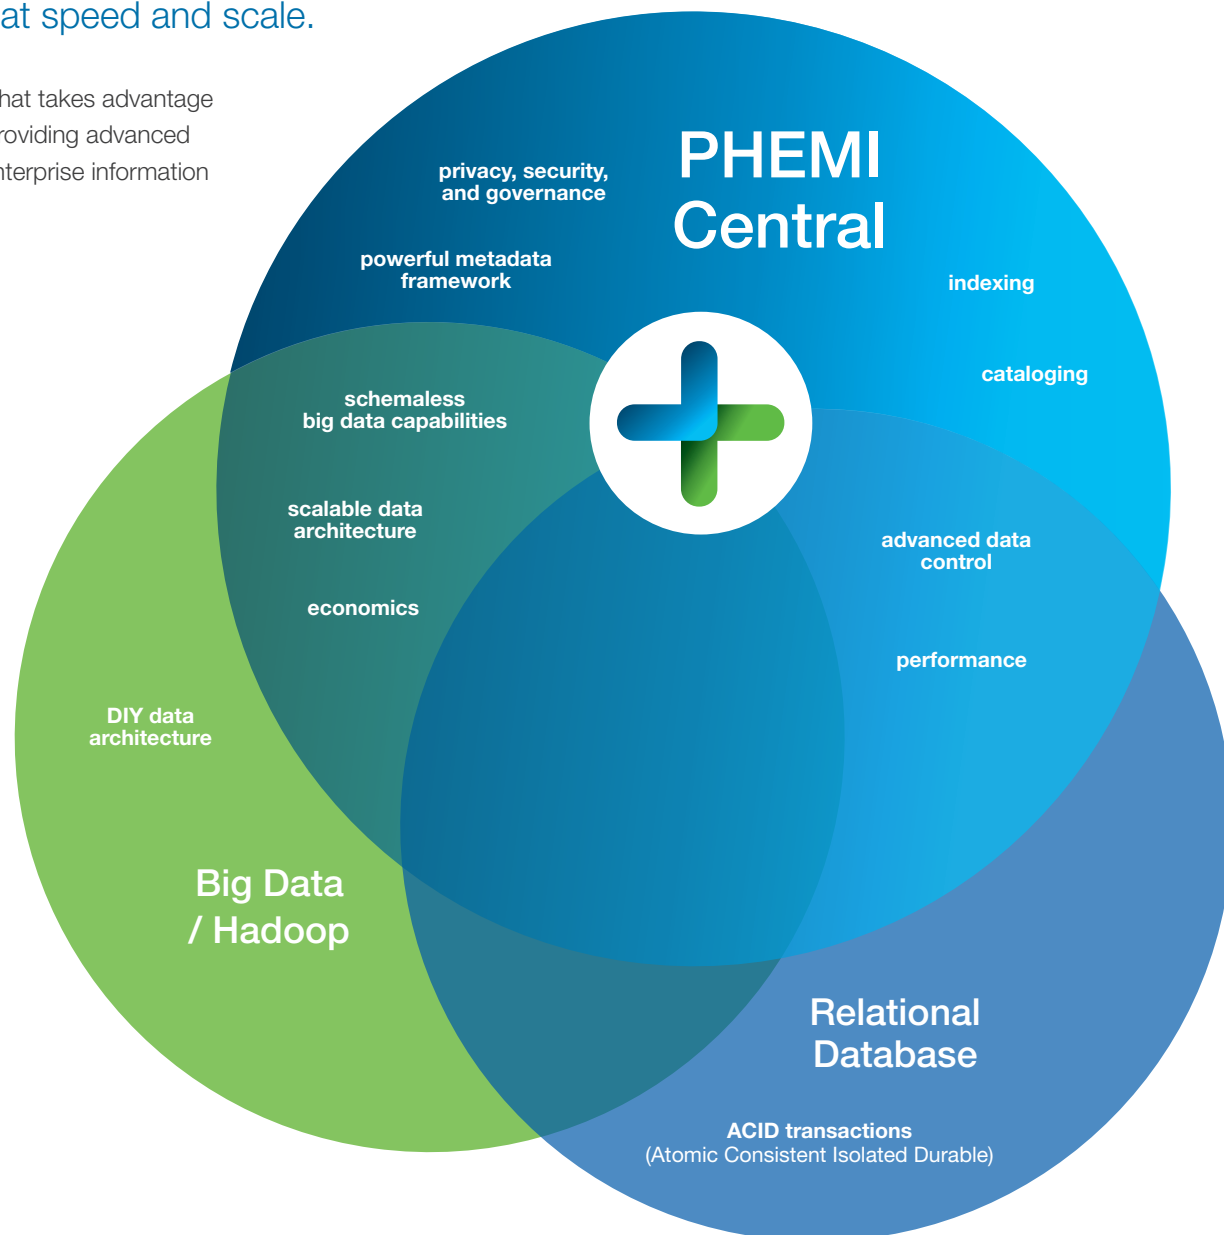 at speed and scale.
hat takes advantage
roviding advanced
nterprise information
PHEMI
Central
privacy, security,
and governance
powerful metadata
framework
indexing
cataloging
schemaless
big data capabilities
scalable data
architecture
economics
advanced data
control
performance
DIY data
architecture
Big Data
/ Hadoop
Relational
Database
ACID transactions
(Atomic Consistent Isolated Durable)